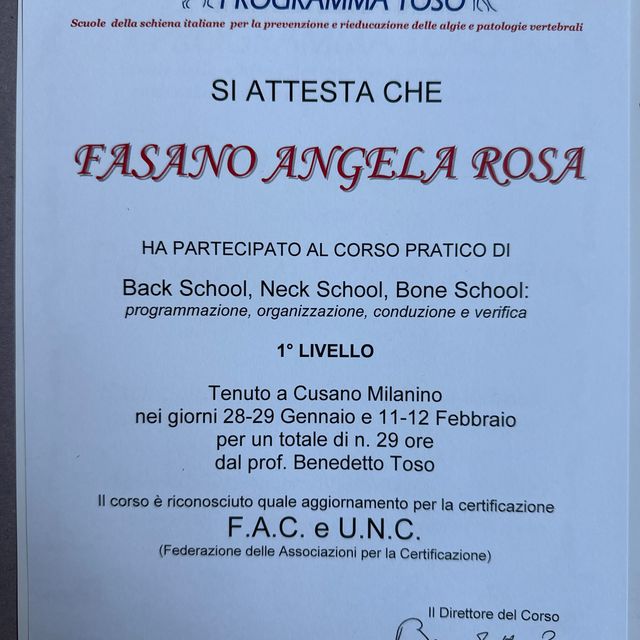 PROGRAMMA TOSO
Scuole della schiena italiane per la prevenzione e rieducazione delle algie e patologie vertebrali
SI ATTESTA CHE
FASANO ANGELA ROSA
HA PARTECIPATO AL CORSO PRATICO DI
Back School, Neck School, Bone School:
programmazione, organizzazione, conduzione e verifica
1° LIVELLO
Tenuto a Cusano Milanino
nei giorni 28-29 Gennaio e 11-12 Febbraio
per un totale di n. 29 ore
dal prof. Benedetto Toso
Il corso è riconosciuto quale aggiornamento per la certificazione
F.A.C. e U.N.C.
(Federazione delle Associazioni per la Certificazione)
Il Direttore del Corso